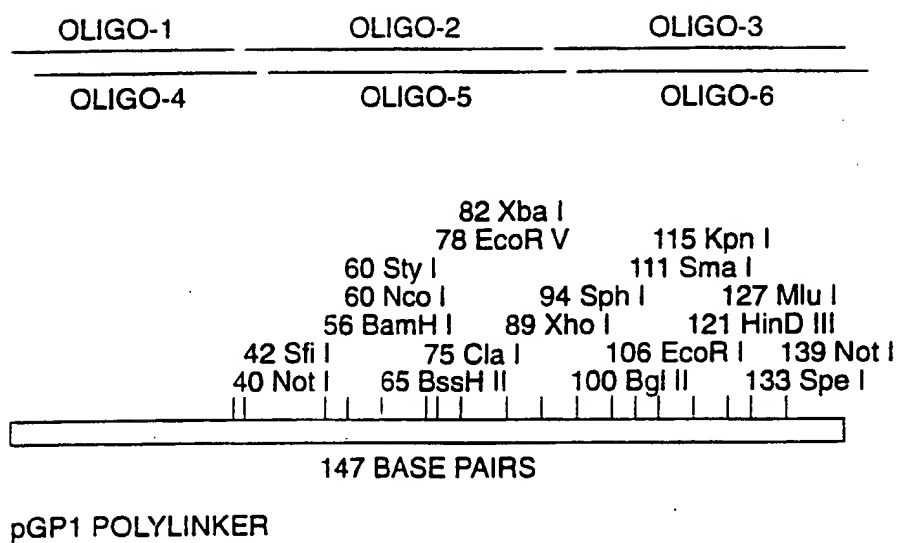 OLIGO-1 OLIGO-2 OLIGO-3
OLIGO-4 OLIGO-5 OLIGO-6
82 Xba I
78 EcoR V 115 Kpn I
60 Sty I 111 Sma I
60 Nco I 94 Sph I 127 Mlu I
56 BamH I 89 Xho I 121 HinD III
42 Sfi I 75 Cla I 106 EcoR I 139 Not I
40 Not I 65 BssH II 100 Bgl II 133 Spe I
147 BASE PAIRS
pGP1 POLYLINKER